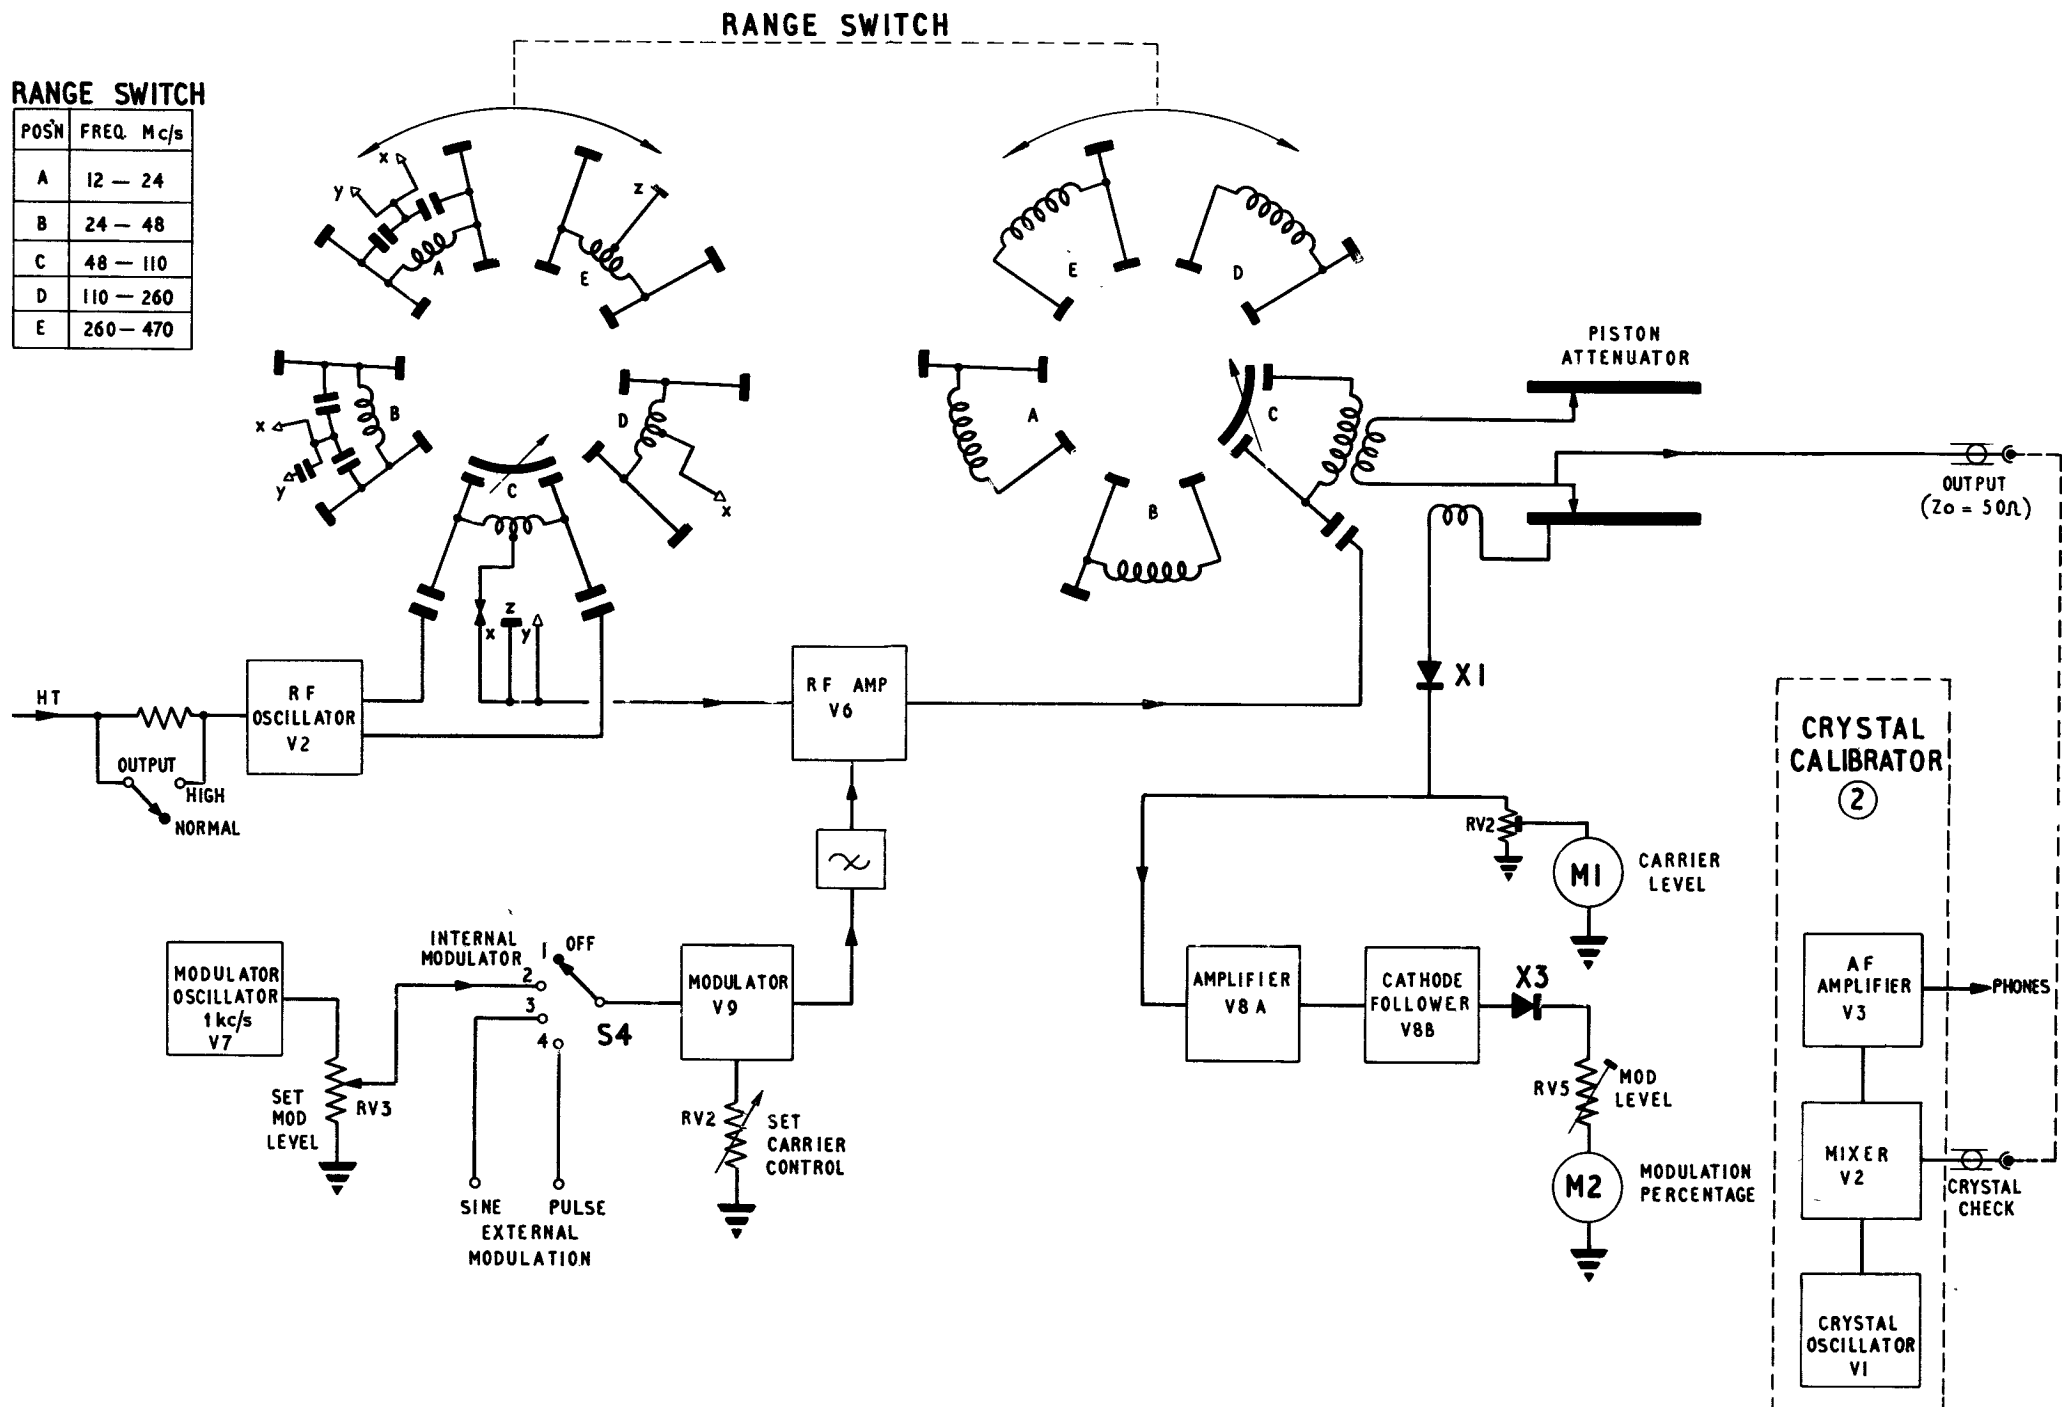 RANGE SWITCH
RANGE SWITCH
POS'N FREQ. Mc/s
A 12 — 24
B 24 — 48
C 48 — 110
D 110 — 260
E 260 — 470
x
y
A
z
E
B
x
y
C
D
x
x
z
y
E
D
A
C
B
PISTON
ATTENUATOR
OUTPUT
(Zo = 50Ω)
HT
OUTPUT
HIGH
NORMAL
RF
OSCILLATOR
V2
RF AMP
V6
X1
RV2
M1
CARRIER
LEVEL
CRYSTAL
CALIBRATOR
2
MODULATOR
OSCILLATOR
1 kc/s
V7
SET
MOD
LEVEL
RV3
INTERNAL
MODULATOR
1 OFF
2
3
4
S4
SINE PULSE
EXTERNAL
MODULATION
MODULATOR
V9
RV2
SET
CARRIER
CONTROL
AMPLIFIER
V8A
CATHODE
FOLLOWER
V8B
X3
RV5
MOD
LEVEL
M2
MODULATION
PERCENTAGE
AF
AMPLIFIER
V3
PHONES
MIXER
V2
CRYSTAL
CHECK
CRYSTAL
OSCILLATOR
V1